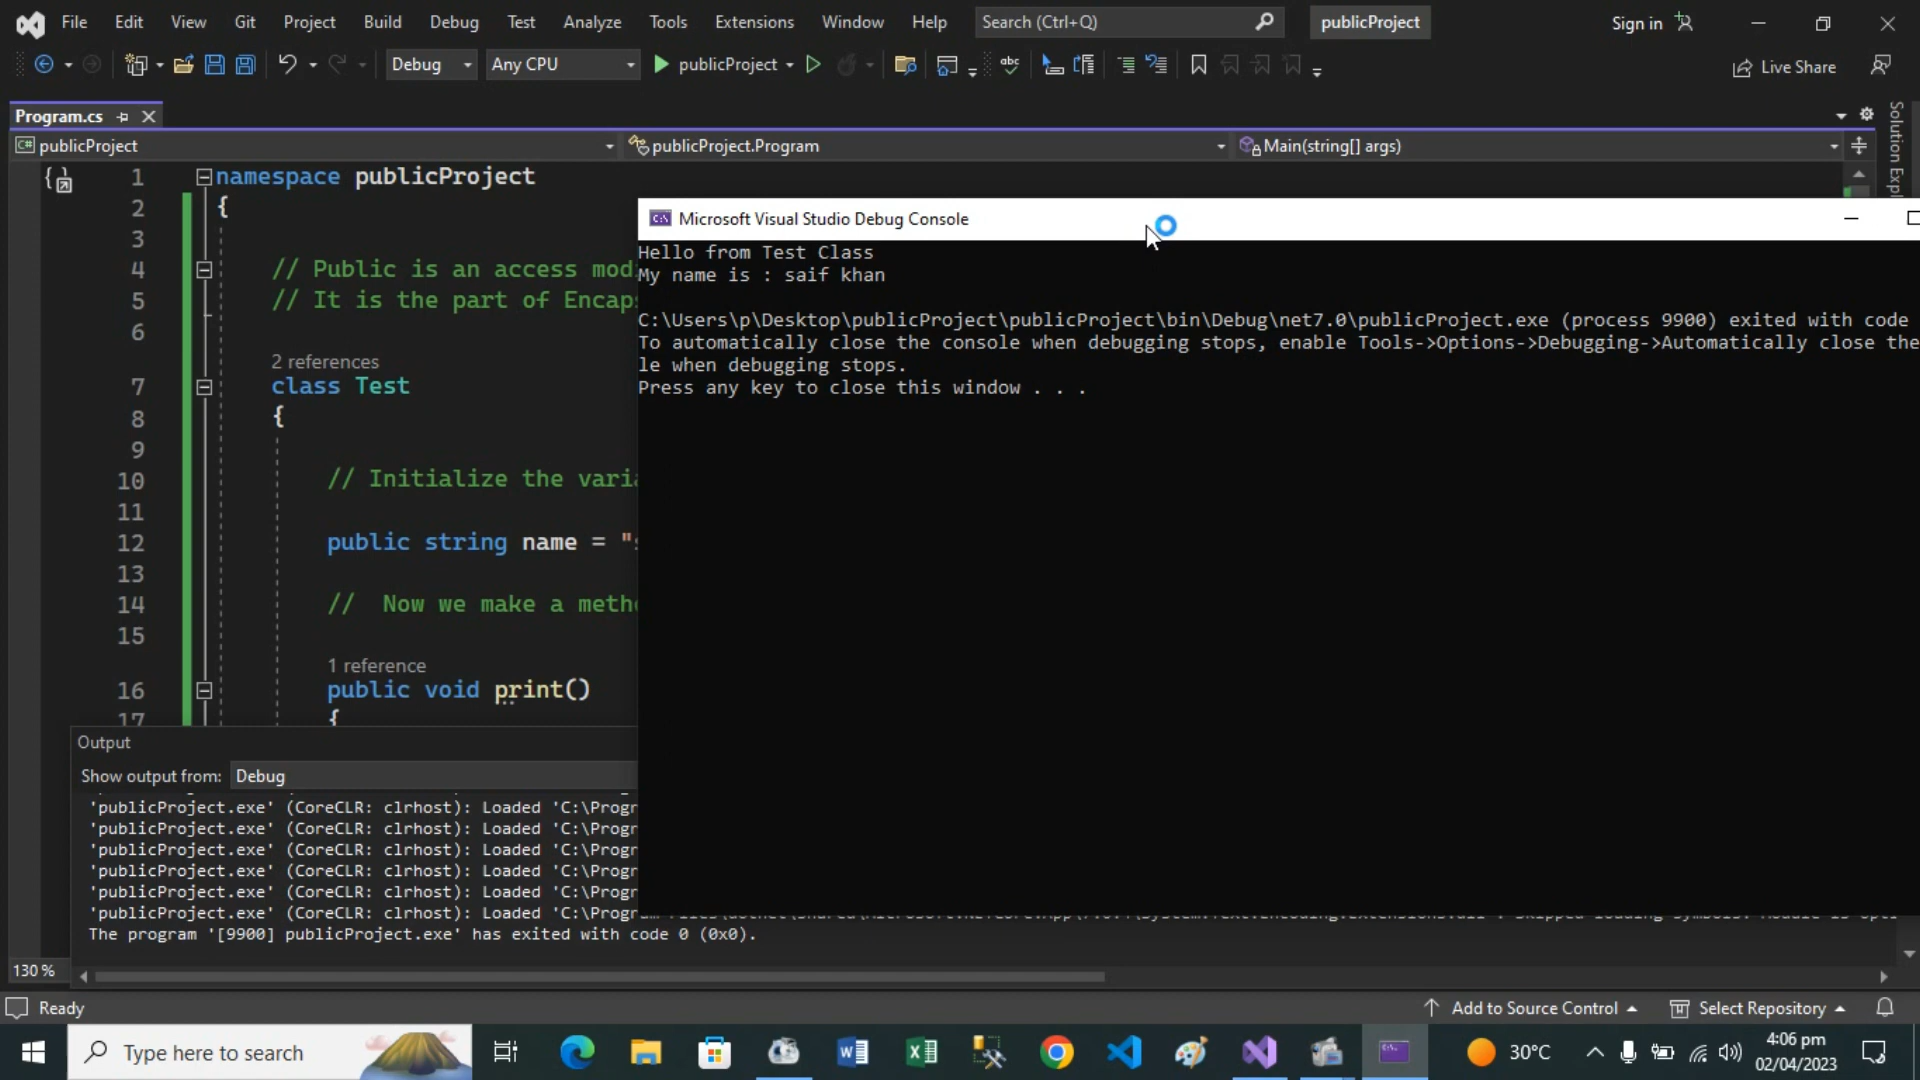 File Edit View Git Project Build Debug Test Analyze Tools Extensions Window Help Search (Ctrl+Q) publicProject Sign in
Debug Any CPU publicProject Live Share
Program.cs
publicProject publicProject.Program Main(string[] args)
Solution Expl
1 namespace publicProject
2 {
3
4 // Public is an access mod
5 // It is the part of Encaps
6
2 references
7 class Test
8 {
9
10 // Initialize the varia
11
12 public string name = "s
13
14 // Now we make a metho
15
1 reference
16 public void print()
17 {
Microsoft Visual Studio Debug Console
Hello from Test Class
My name is : saif khan
C:\Users\p\Desktop\publicProject\publicProject\bin\Debug\net7.0\publicProject.exe (process 9900) exited with code
To automatically close the console when debugging stops, enable Tools->Options->Debugging->Automatically close the
le when debugging stops.
Press any key to close this window . . .
Output
Show output from: Debug
'publicProject.exe' (CoreCLR: clrhost): Loaded 'C:\Progr
'publicProject.exe' (CoreCLR: clrhost): Loaded 'C:\Progr
'publicProject.exe' (CoreCLR: clrhost): Loaded 'C:\Progr
'publicProject.exe' (CoreCLR: clrhost): Loaded 'C:\Progr
'publicProject.exe' (CoreCLR: clrhost): Loaded 'C:\Progr
'publicProject.exe' (CoreCLR: clrhost): Loaded 'C:\Progr
The program '[9900] publicProject.exe' has exited with code 0 (0x0).
130 %
Ready Add to Source Control Select Repository
Type here to search 30°C 4:06 pm
02/04/2023